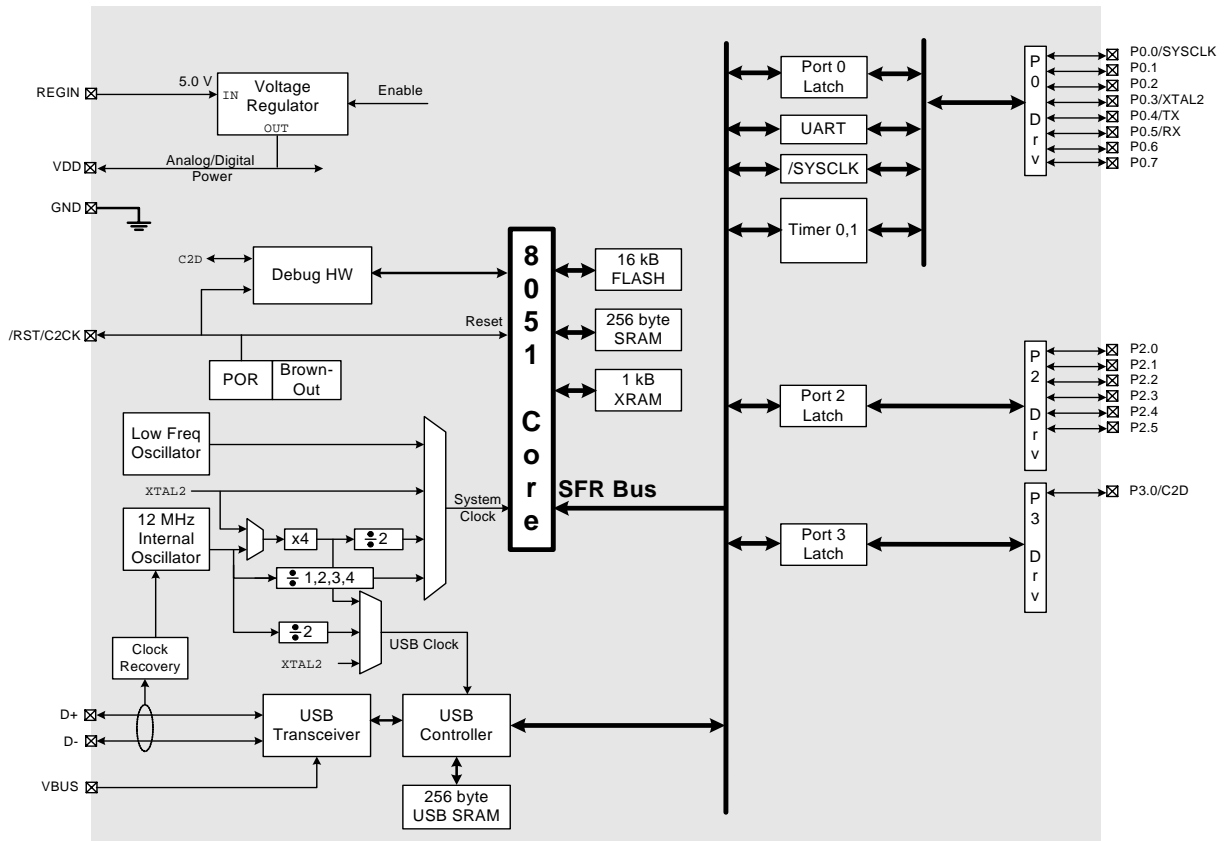 REGIN
5.0 V
IN
Voltage
Regulator
OUT
Enable
VDD
Analog/Digital
Power
GND
C2D
Debug HW
/RST/C2CK
Reset
POR
Brown-
Out
8
0
5
1
C
o
r
e
16 kB
FLASH
256 byte
SRAM
1 kB
XRAM
Low Freq
Oscillator
XTAL2
12 MHz
Internal
Oscillator
x4
÷2
÷ 1,2,3,4
÷2
XTAL2
System
Clock
USB Clock
Clock
Recovery
D+
D-
VBUS
USB
Transceiver
USB
Controller
256 byte
USB SRAM
SFR Bus
Port 0
Latch
UART
/SYSCLK
Timer 0,1
Port 2
Latch
Port 3
Latch
P
0
D
r
v
P0.0/SYSCLK
P0.1
P0.2
P0.3/XTAL2
P0.4/TX
P0.5/RX
P0.6
P0.7
P
2
D
r
v
P2.0
P2.1
P2.2
P2.3
P2.4
P2.5
P
3
D
r
v
P3.0/C2D